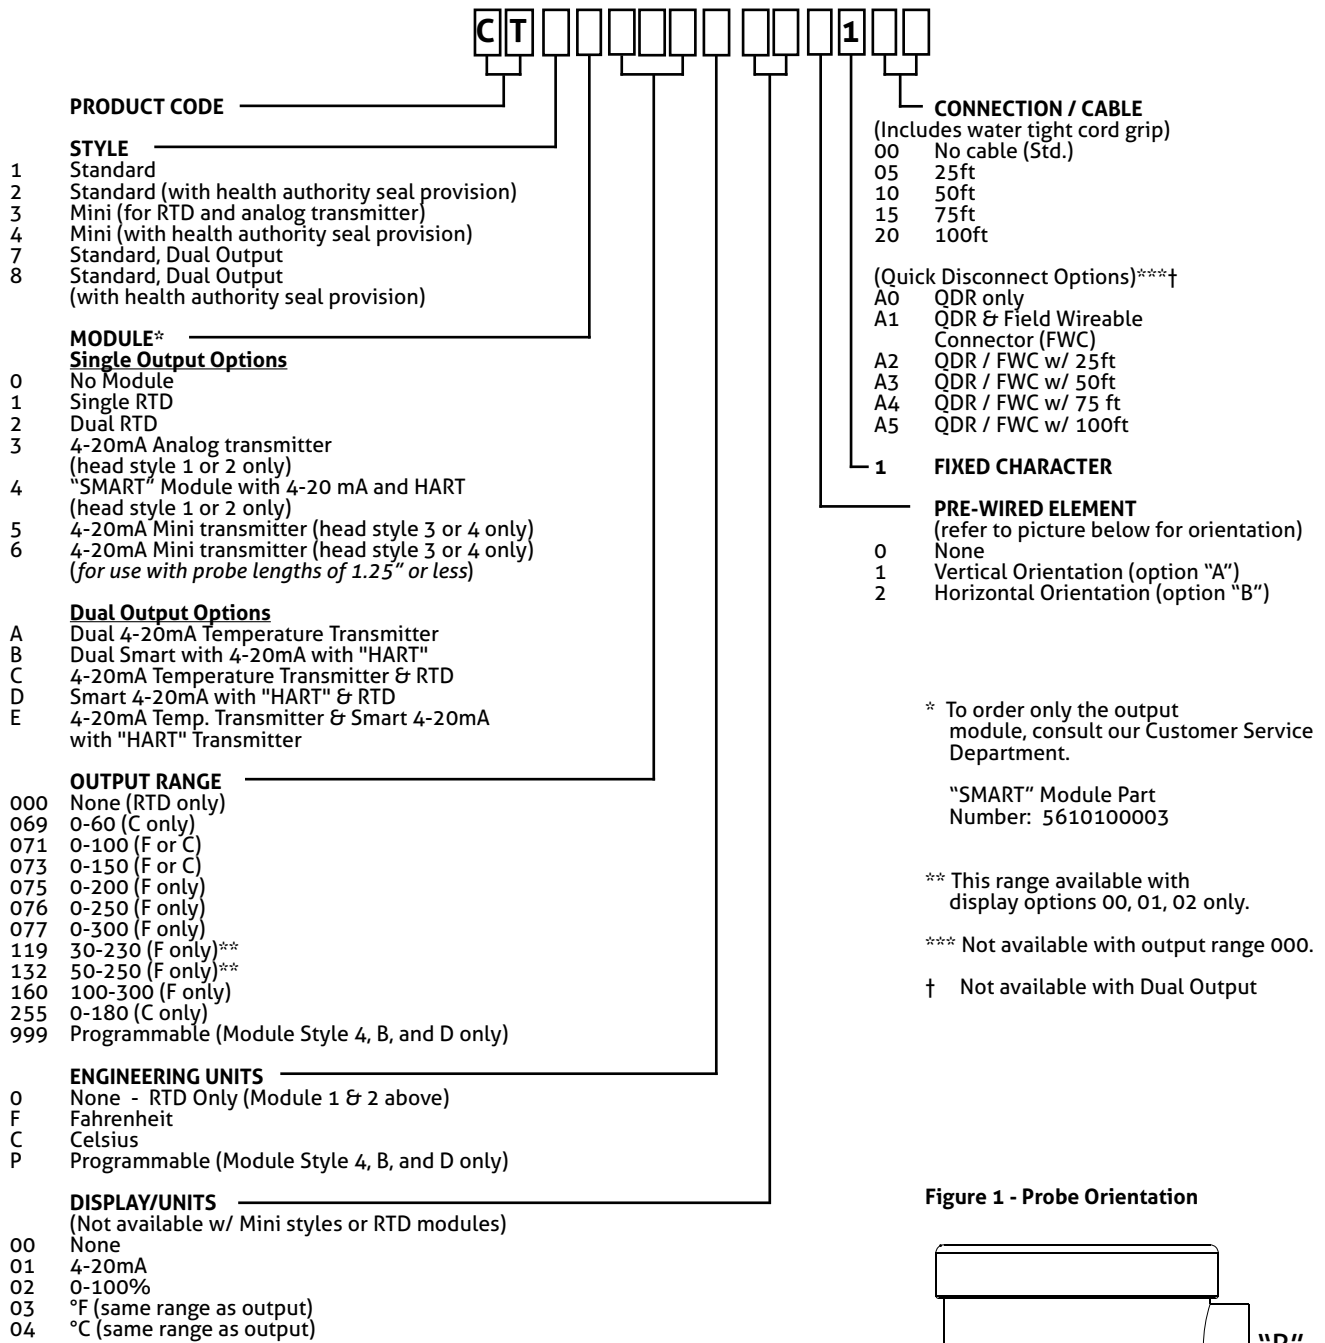 C T 1
PRODUCT CODE
STYLE
1 Standard
2 Standard (with health authority seal provision)
3 Mini (for RTD and analog transmitter)
4 Mini (with health authority seal provision)
7 Standard, Dual Output
8 Standard, Dual Output
(with health authority seal provision)
MODULE*
Single Output Options
0 No Module
1 Single RTD
2 Dual RTD
3 4-20mA Analog transmitter
(head style 1 or 2 only)
4 “SMART” Module with 4-20 mA and HART
(head style 1 or 2 only)
5 4-20mA Mini transmitter (head style 3 or 4 only)
6 4-20mA Mini transmitter (head style 3 or 4 only)
(for use with probe lengths of 1.25” or less)
Dual Output Options
A Dual 4-20mA Temperature Transmitter
B Dual Smart with 4-20mA with "HART"
C 4-20mA Temperature Transmitter & RTD
D Smart 4-20mA with "HART" & RTD
E 4-20mA Temp. Transmitter & Smart 4-20mA
with "HART" Transmitter
OUTPUT RANGE
000 None (RTD only)
069 0-60 (C only)
071 0-100 (F or C)
073 0-150 (F or C)
075 0-200 (F only)
076 0-250 (F only)
077 0-300 (F only)
119 30-230 (F only)**
132 50-250 (F only)**
160 100-300 (F only)
255 0-180 (C only)
999 Programmable (Module Style 4, B, and D only)
ENGINEERING UNITS
0 None - RTD Only (Module 1 & 2 above)
F Fahrenheit
C Celsius
P Programmable (Module Style 4, B, and D only)
DISPLAY/UNITS
(Not available w/ Mini styles or RTD modules)
00 None
01 4-20mA
02 0-100%
03 °F (same range as output)
04 °C (same range as output)
CONNECTION / CABLE
(Includes water tight cord grip)
00 No cable (Std.)
05 25ft
10 50ft
15 75ft
20 100ft
(Quick Disconnect Options)***†
A0 QDR only
A1 QDR & Field Wireable
Connector (FWC)
A2 QDR / FWC w/ 25ft
A3 QDR / FWC w/ 50ft
A4 QDR / FWC w/ 75 ft
A5 QDR / FWC w/ 100ft
1 FIXED CHARACTER
PRE-WIRED ELEMENT
(refer to picture below for orientation)
0 None
1 Vertical Orientation (option “A”)
2 Horizontal Orientation (option “B”)
* To order only the output
module, consult our Customer Service
Department.
“SMART” Module Part
Number: 5610100003
** This range available with
display options 00, 01, 02 only.
*** Not available with output range 000.
† Not available with Dual Output
Figure 1 - Probe Orientation
“B”